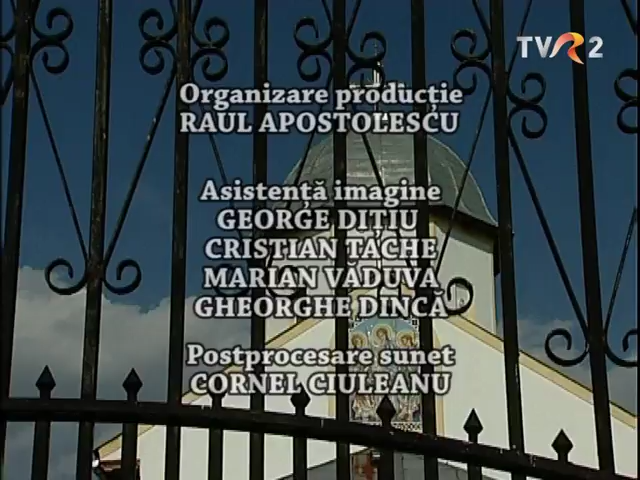 TVR2
Organizare producție
RAUL APOSTOLESCU
Asistență imagine
GEORGE DIȚIU
CRISTIAN TACHE
MARIAN VĂDUVA
GHEORGHE DINCĂ
Postprocesare sunet
CORNEL CIULEANU